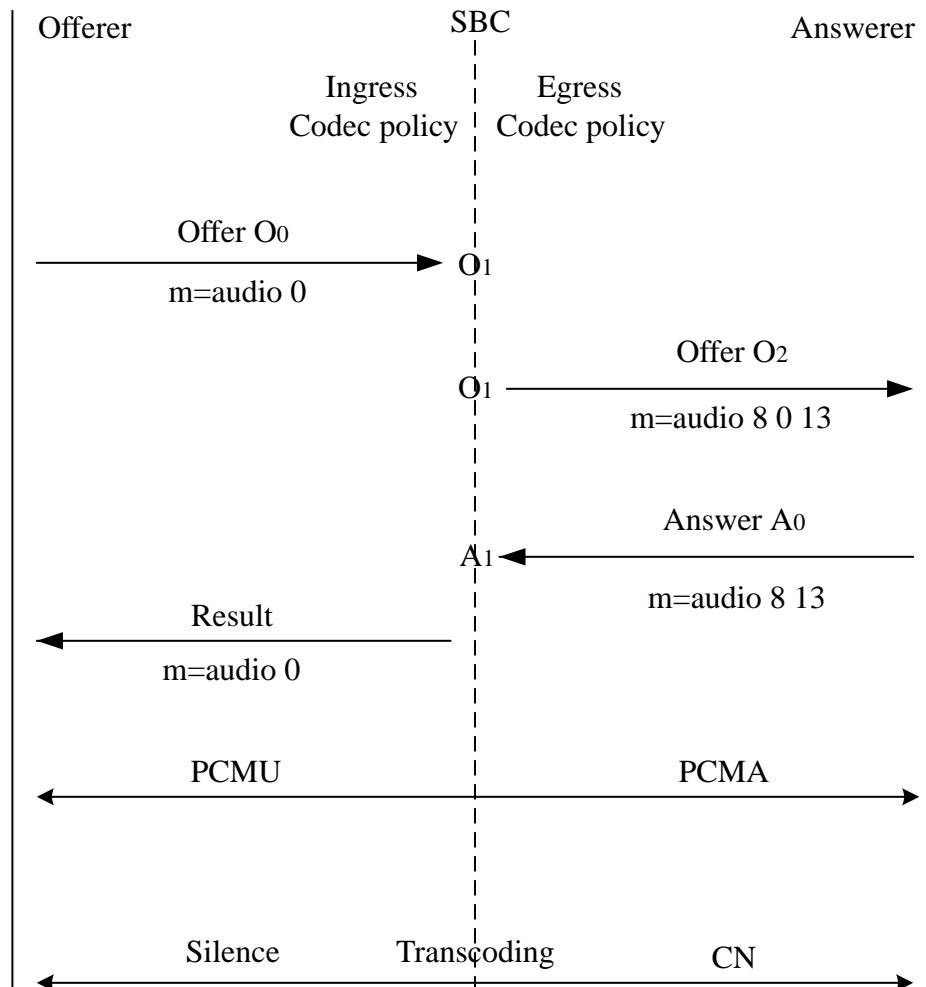 Offerer SBC Answerer
Ingress Egress
Codec policy Codec policy
Offer O0
O1
m=audio 0
Offer O2
O1
m=audio 8 0 13
Answer A0
A1
m=audio 8 13
Result
m=audio 0
PCMU PCMA
Silence Transcoding CN